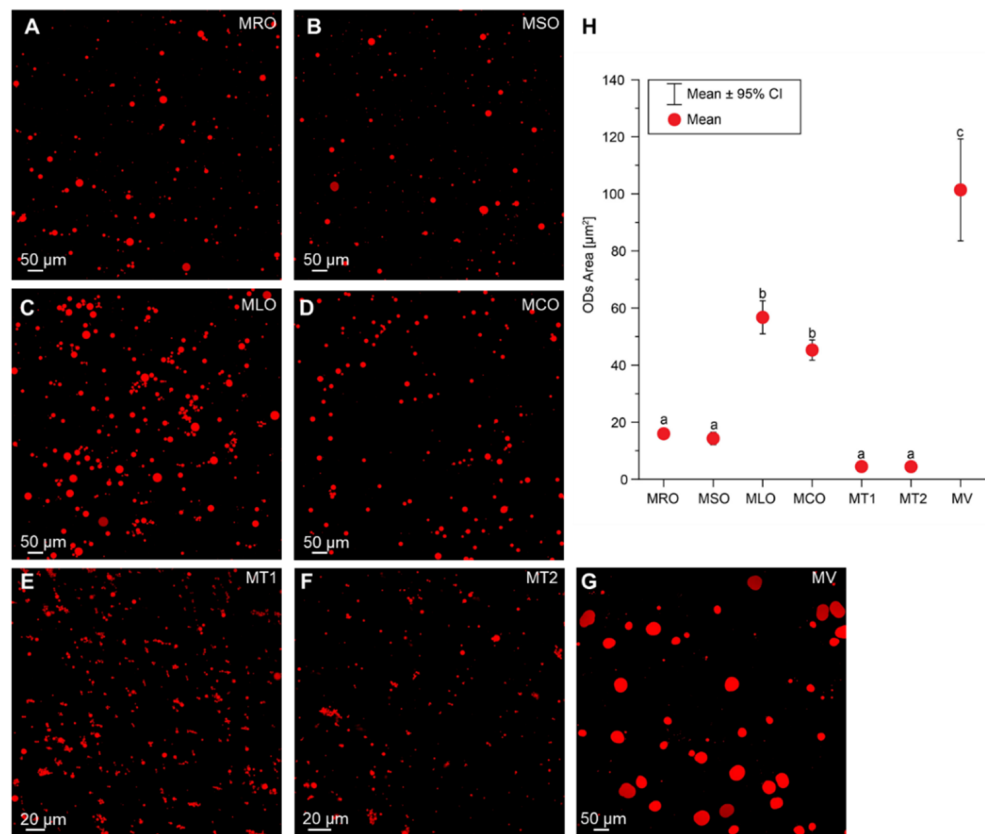 A MRO
50 µm
B MSO
50 µm
C MLO
50 µm
D MCO
50 µm
E MT1
20 µm
F MT2
20 µm
G MV
50 µm
H
Mean ± 95% CI
Mean
ODs Area [µm²]
140
120
100
80
60
40
20
0
a
a
b
b
a
a
c
MRO MSO MLO MCO MT1 MT2 MV